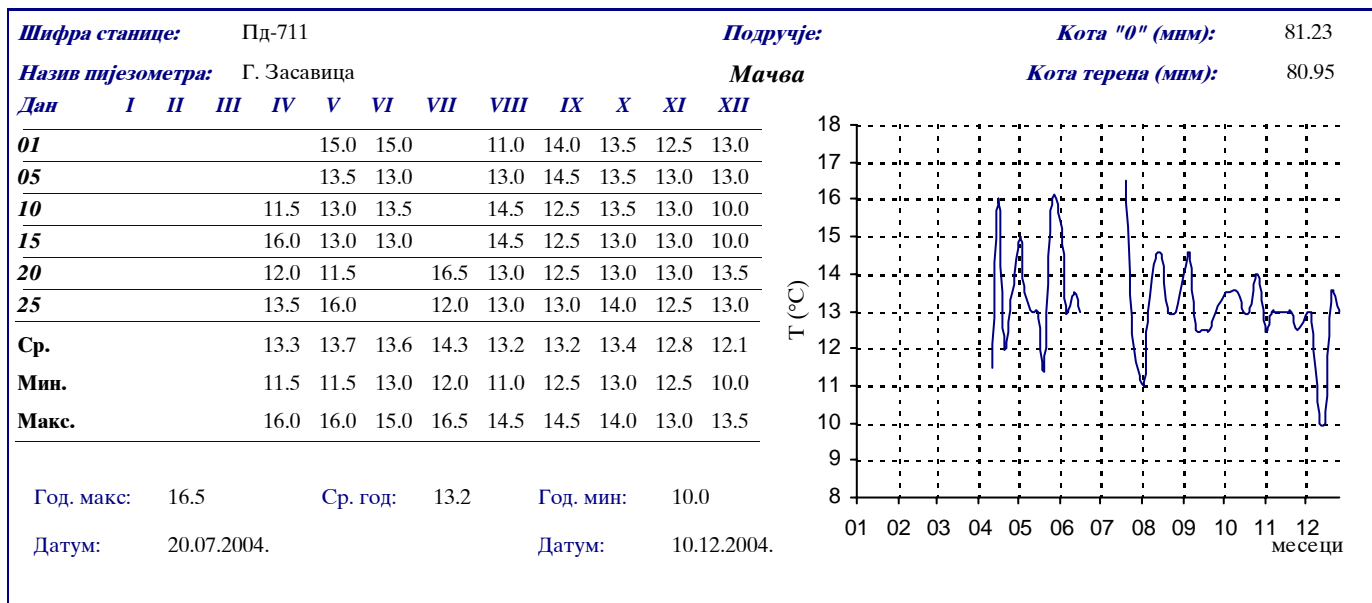 Шифра станице: Пд-711 Подручје: Кота "0" (мнм): 81.23
Назив пијезометра: Г. Засавица Мачва Кота терена (мнм): 80.95
Дан I II III IV V VI VII VIII IX X XI XII
01 15.0 15.0 11.0 14.0 13.5 12.5 13.0
05 13.5 13.0 13.0 14.5 13.5 13.0 13.0
10 11.5 13.0 13.5 14.5 12.5 13.5 13.0 10.0
15 16.0 13.0 13.0 14.5 12.5 13.0 13.0 10.0
20 12.0 11.5 16.5 13.0 12.5 13.0 13.0 13.5
25 13.5 16.0 12.0 13.0 13.0 14.0 12.5 13.0
Ср. 13.3 13.7 13.6 14.3 13.2 13.2 13.4 12.8 12.1
Мин. 11.5 11.5 13.0 12.0 11.0 12.5 13.0 12.5 10.0
Макс. 16.0 16.0 15.0 16.5 14.5 14.5 14.0 13.0 13.5
Год. макс: 16.5 Ср. год: 13.2 Год. мин: 10.0
Датум: 20.07.2004. Датум: 10.12.2004.
T (°C)
18
17
16
15
14
13
12
11
10
9
8
01 02 03 04 05 06 07 08 09 10 11 12
месеци